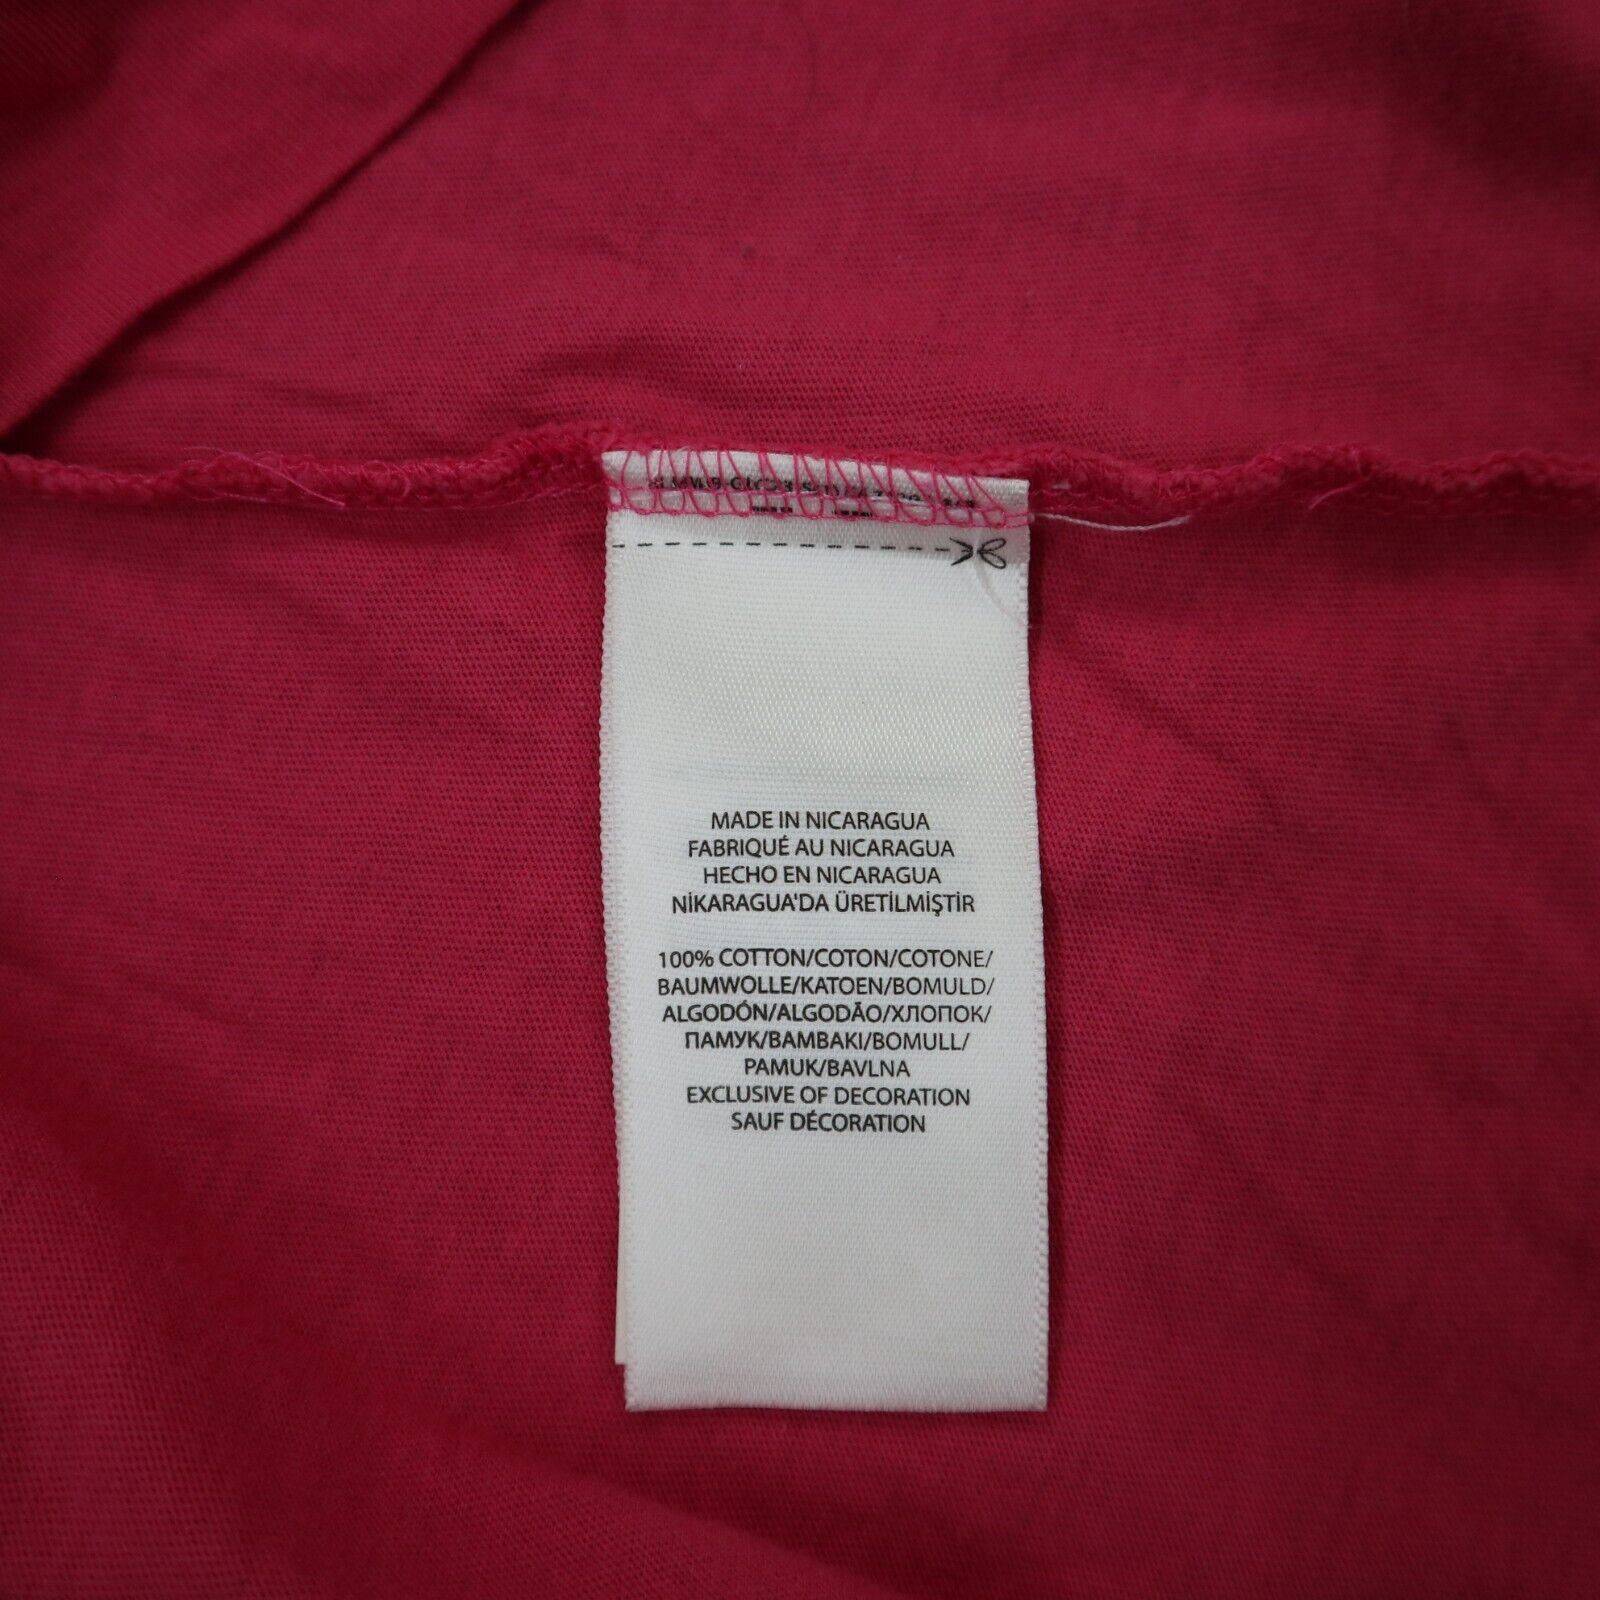 MADE IN NICARAGUA
FABRIQUÉ AU NICARAGUA
HECHO EN NICARAGUA
NİKARAGUA'DA ÜRETİLMİŞTİR
100% COTTON/COTON/COTONE/
BAUMWOLLE/KATOEN/BOMULD/
ALGODÓN/ALGODÃO/ХЛОПОК/
ПАМУК/ΒΑΜΒΑΚΙ/BOMULL/
PAMUK/BAVLNA
EXCLUSIVE OF DECORATION
SAUF DÉCORATION